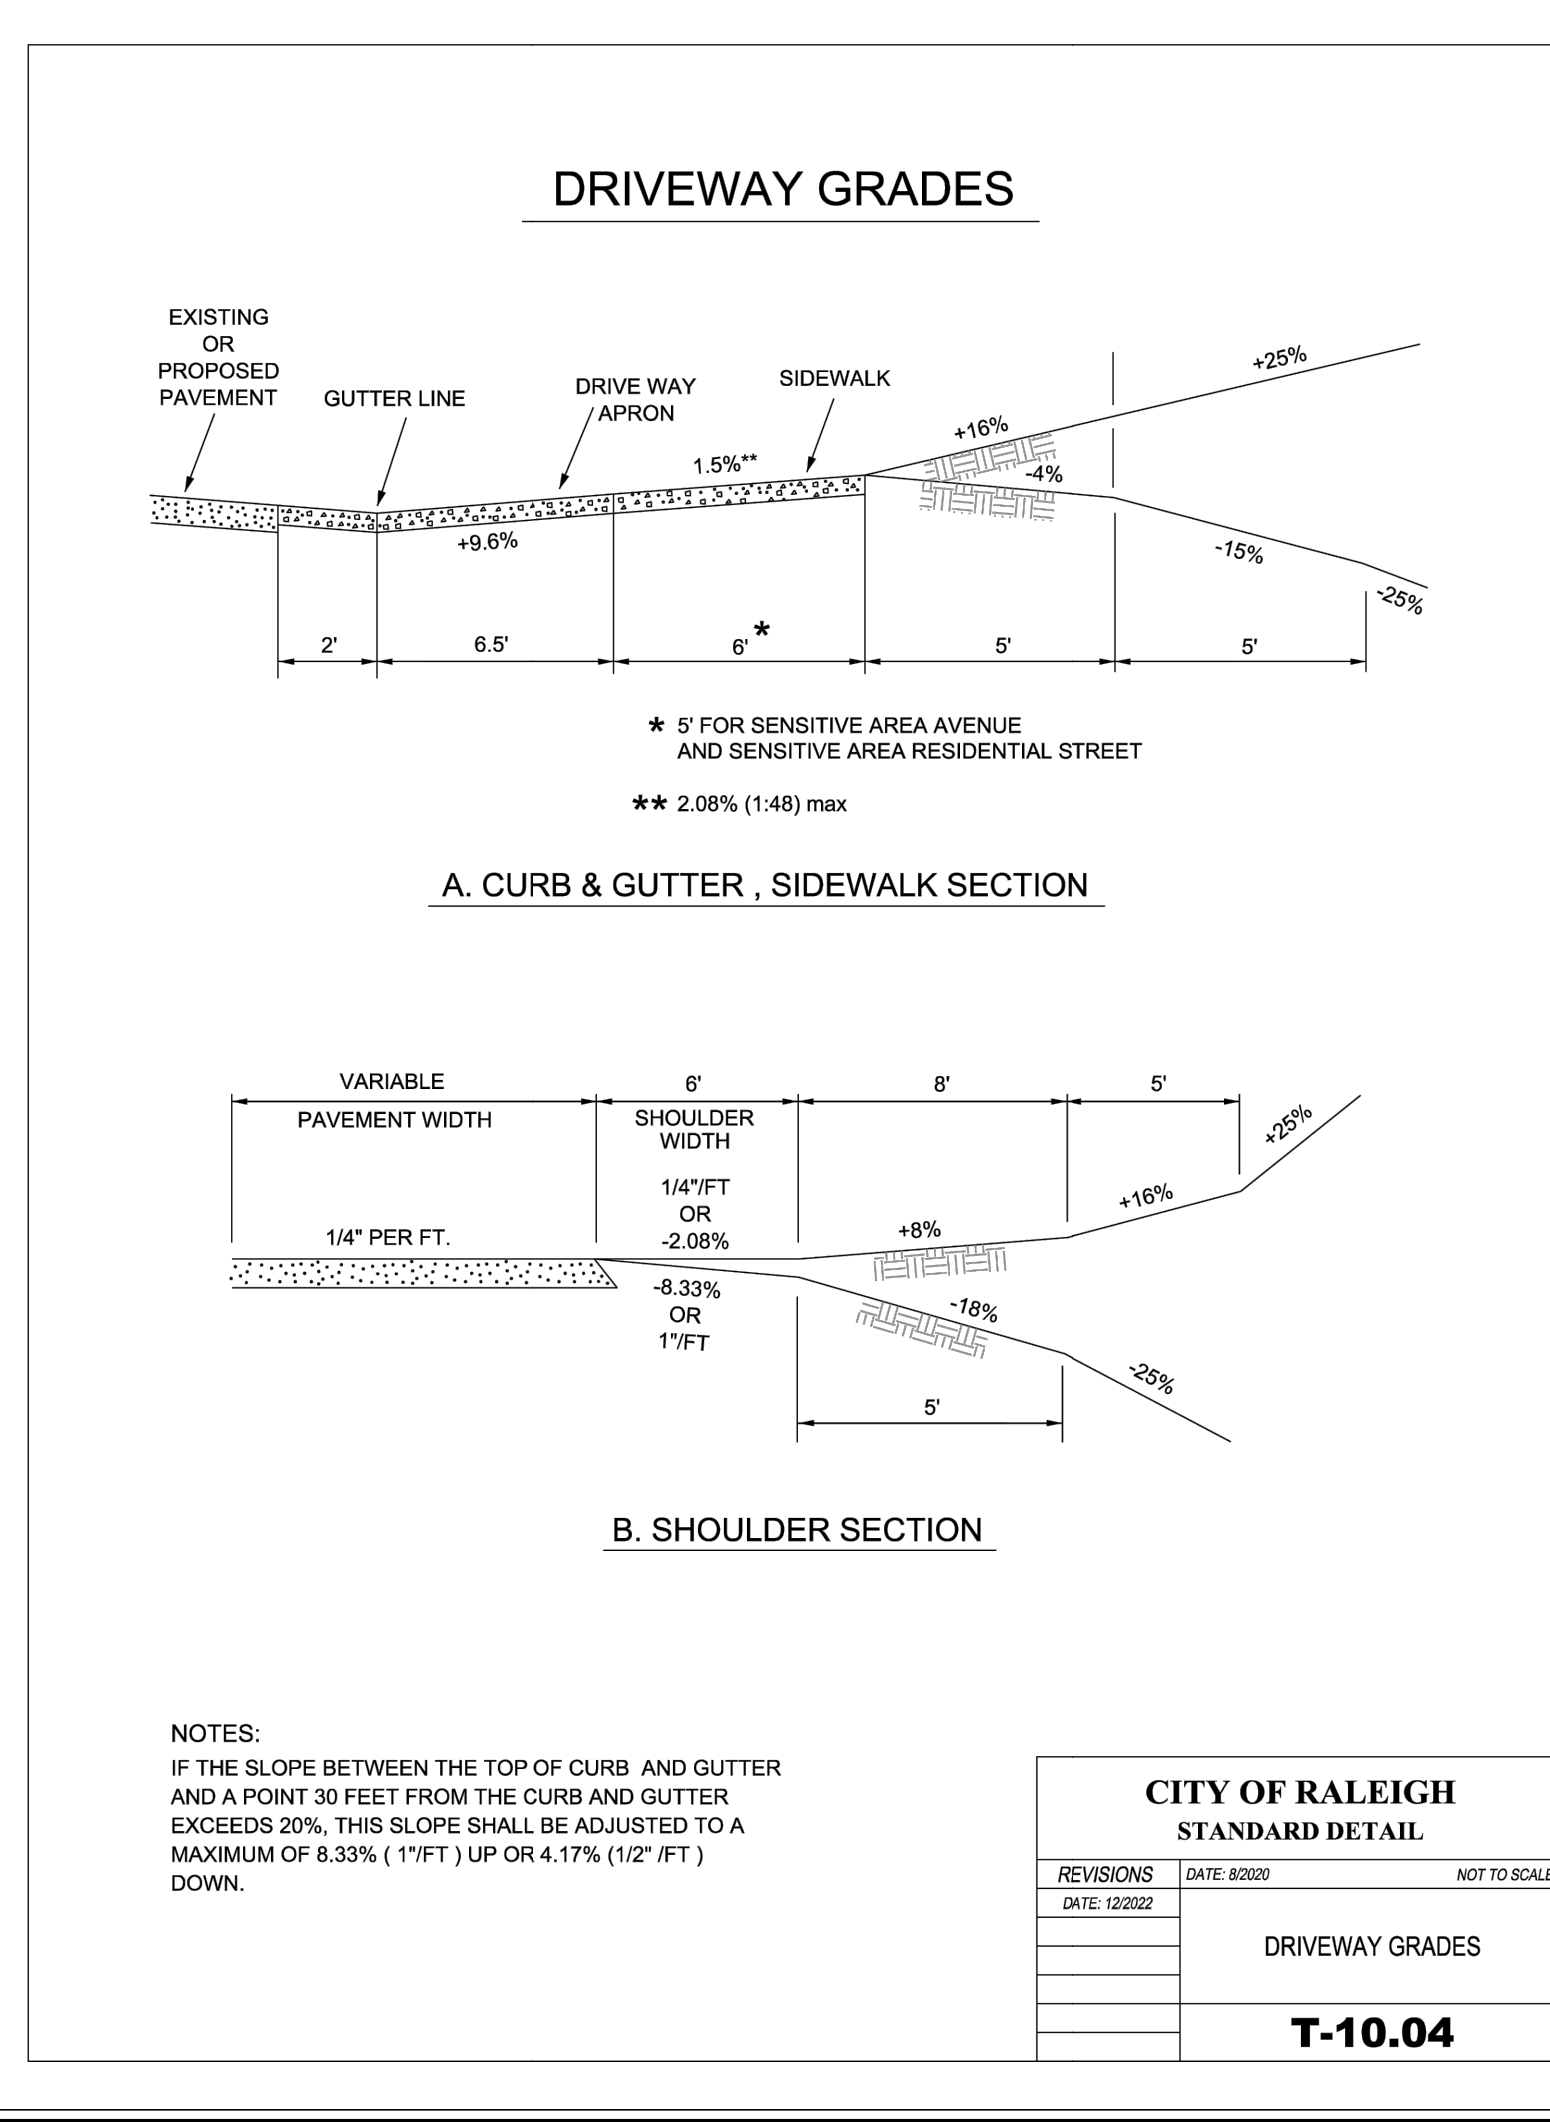 DRIVEWAY GRADES
EXISTING
OR
PROPOSED
PAVEMENT
GUTTER LINE
DRIVE WAY
APRON
SIDEWALK
1.5%**
+9.6%
+16%
+25%
-4%
-15%
-25%
2'
6.5'
6' *
5'
5'
* 5' FOR SENSITIVE AREA AVENUE
AND SENSITIVE AREA RESIDENTIAL STREET
** 2.08% (1:48) max
A. CURB & GUTTER , SIDEWALK SECTION
VARIABLE
PAVEMENT WIDTH
6'
SHOULDER
WIDTH
8'
5'
1/4"/FT
OR
-2.08%
1/4" PER FT.
+8%
+16%
+25%
-8.33%
OR
1"/FT
-18%
-25%
5'
B. SHOULDER SECTION
NOTES:
IF THE SLOPE BETWEEN THE TOP OF CURB AND GUTTER
AND A POINT 30 FEET FROM THE CURB AND GUTTER
EXCEEDS 20%, THIS SLOPE SHALL BE ADJUSTED TO A
MAXIMUM OF 8.33% ( 1"/FT ) UP OR 4.17% (1/2" /FT )
DOWN.
CITY OF RALEIGH
STANDARD DETAIL
REVISIONS
DATE: 8/2020
NOT TO SCALE
DATE: 12/2022
DRIVEWAY GRADES
T-10.04